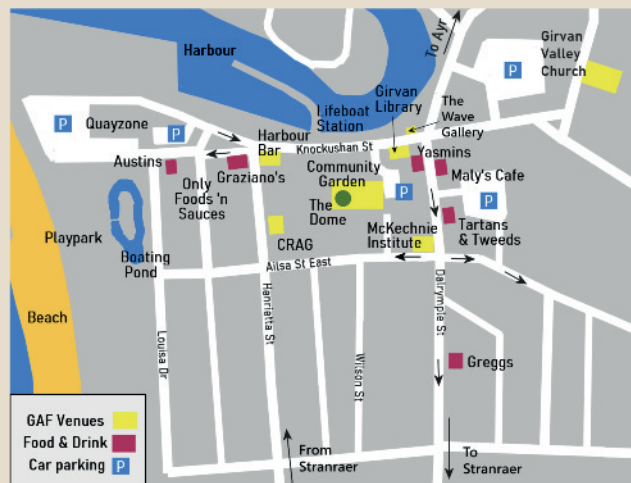 Harbour
To Ayr
Girvan
Valley
Church
P
Girvan
Library
Lifeboat
Station
The
Wave
Gallery
P
Quayzone
P
Harbour
Bar
Knockushan St
Austins
Only
Foods 'n
Sauces
Graziano's
Community
Garden
The
Dome
P
Yasmins
Maly's Cafe
P
Tartans
& Tweeds
McKechnie
Institute
Playpark
Boating
Pond
CRAG
Ailsa St East
Beach
Louisa Dr
Henrietta St
Wilson St
Dalrymple St
Greggs
GAF Venues
Food & Drink
Car parking P
From
Stranraer
To
Stranraer